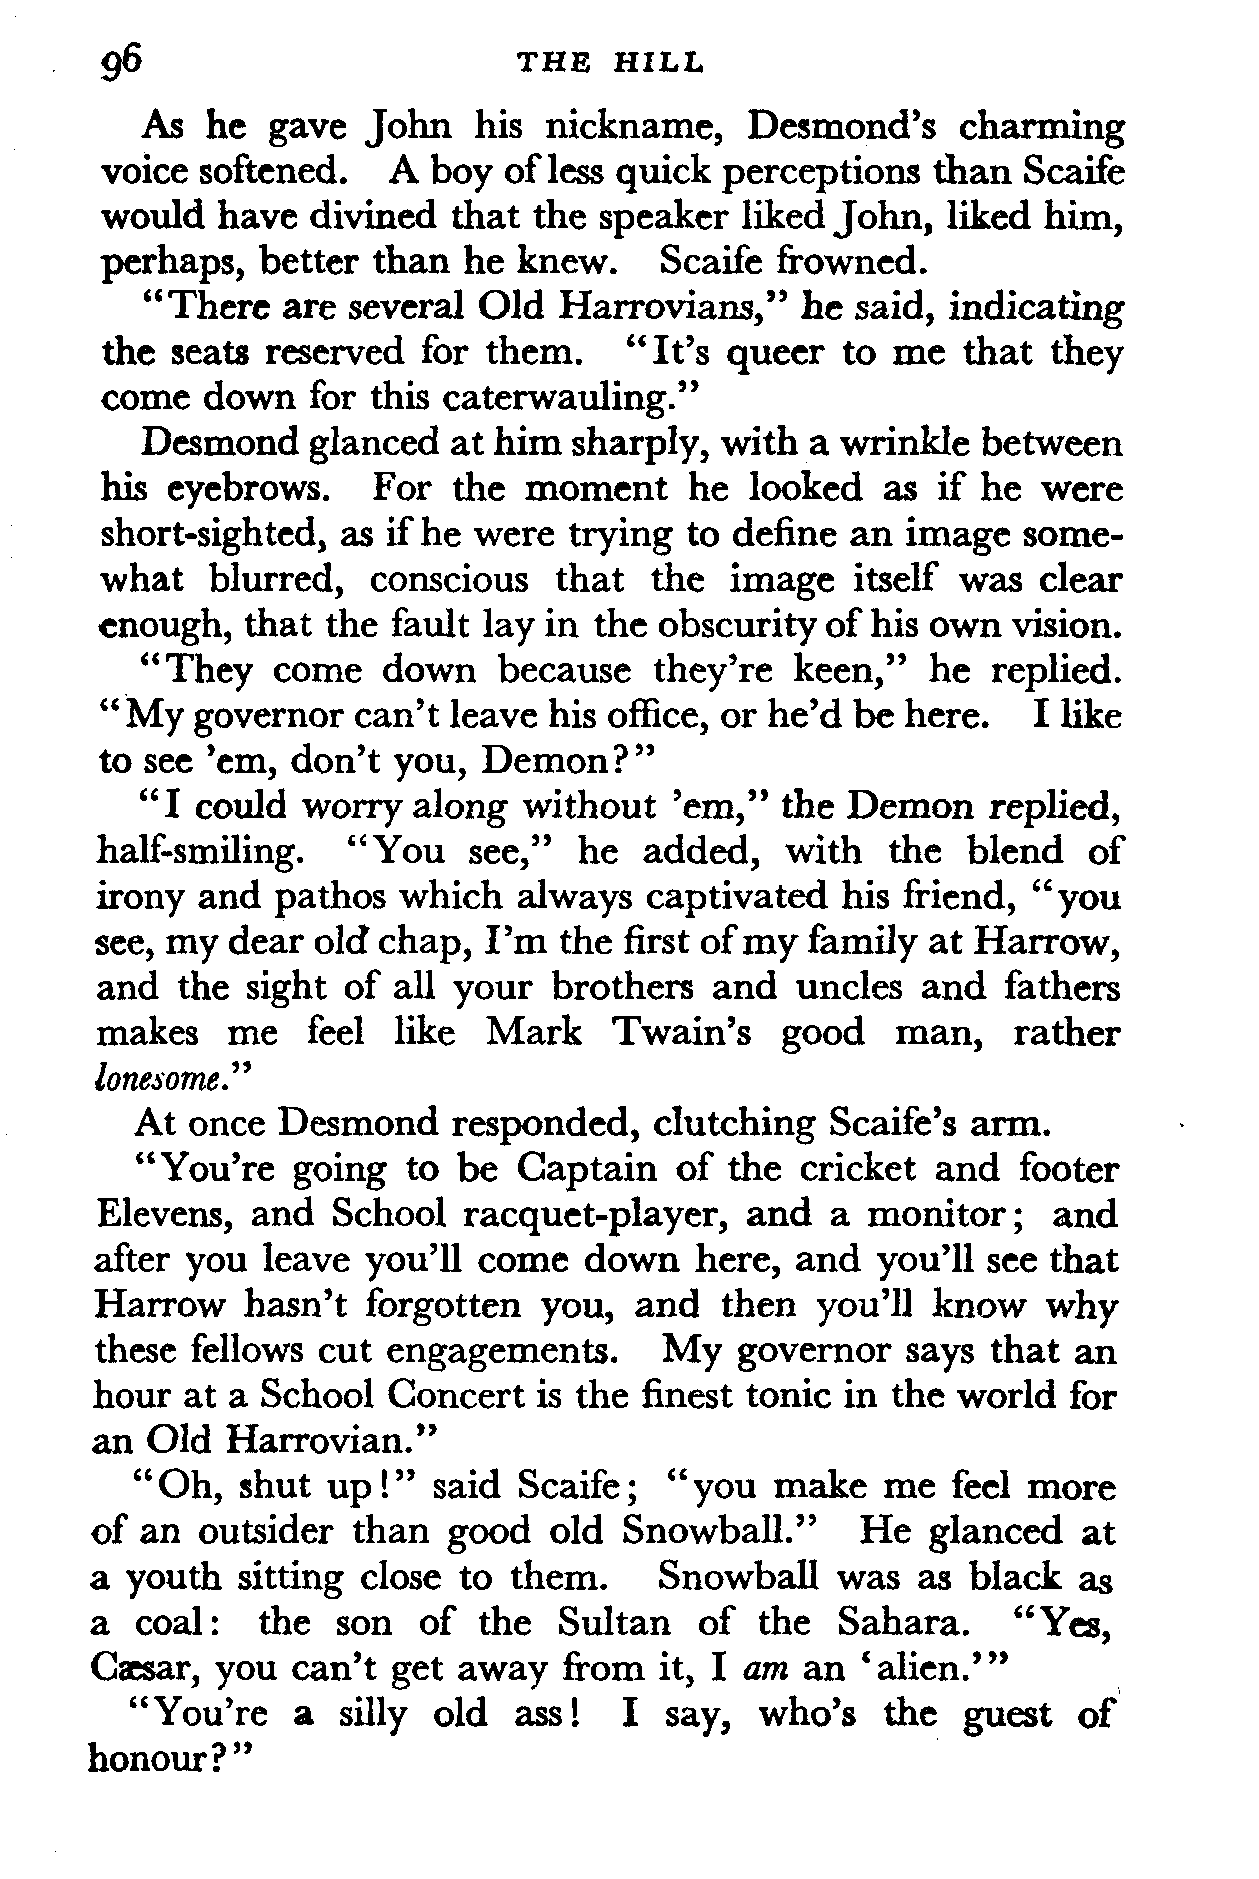 96 THE HILL
As he gave John his nickname, Desmond's charming
voice softened. A boy of less quick perceptions than Scaife
would have divined that the speaker liked John, liked him,
perhaps, better than he knew. Scaife frowned.
"There are several Old Harrovians," he said, indicating
the seats reserved for them. "It's queer to me that they
come down for this caterwauling."
Desmond glanced at him sharply, with a wrinkle between
his eyebrows. For the moment he looked as if he were
short-sighted, as if he were trying to define an image some-
what blurred, conscious that the image itself was clear
enough, that the fault lay in the obscurity of his own vision.
"They come down because they're keen," he replied.
"My governor can't leave his office, or he'd be here. I like
to see 'em, don't you, Demon?"
"I could worry along without 'em," the Demon replied,
half-smiling. "You see," he added, with the blend of
irony and pathos which always captivated his friend, "you
see, my dear old chap, I'm the first of my family at Harrow,
and the sight of all your brothers and uncles and fathers
makes me feel like Mark Twain's good man, rather
lonesome."
At once Desmond responded, clutching Scaife's arm.
"You're going to be Captain of the cricket and footer
Elevens, and School racquet-player, and a monitor; and
after you leave you'll come down here, and you'll see that
Harrow hasn't forgotten you, and then you'll know why
these fellows cut engagements. My governor says that an
hour at a School Concert is the finest tonic in the world for
an Old Harrovian."
"Oh, shut up!" said Scaife; "you make me feel more
of an outsider than good old Snowball." He glanced at
a youth sitting close to them. Snowball was as black as
a coal: the son of the Sultan of the Sahara. "Yes,
Cæsar, you can't get away from it, I am an 'alien.'"
"You're a silly old ass! I say, who's the guest of
honour?"